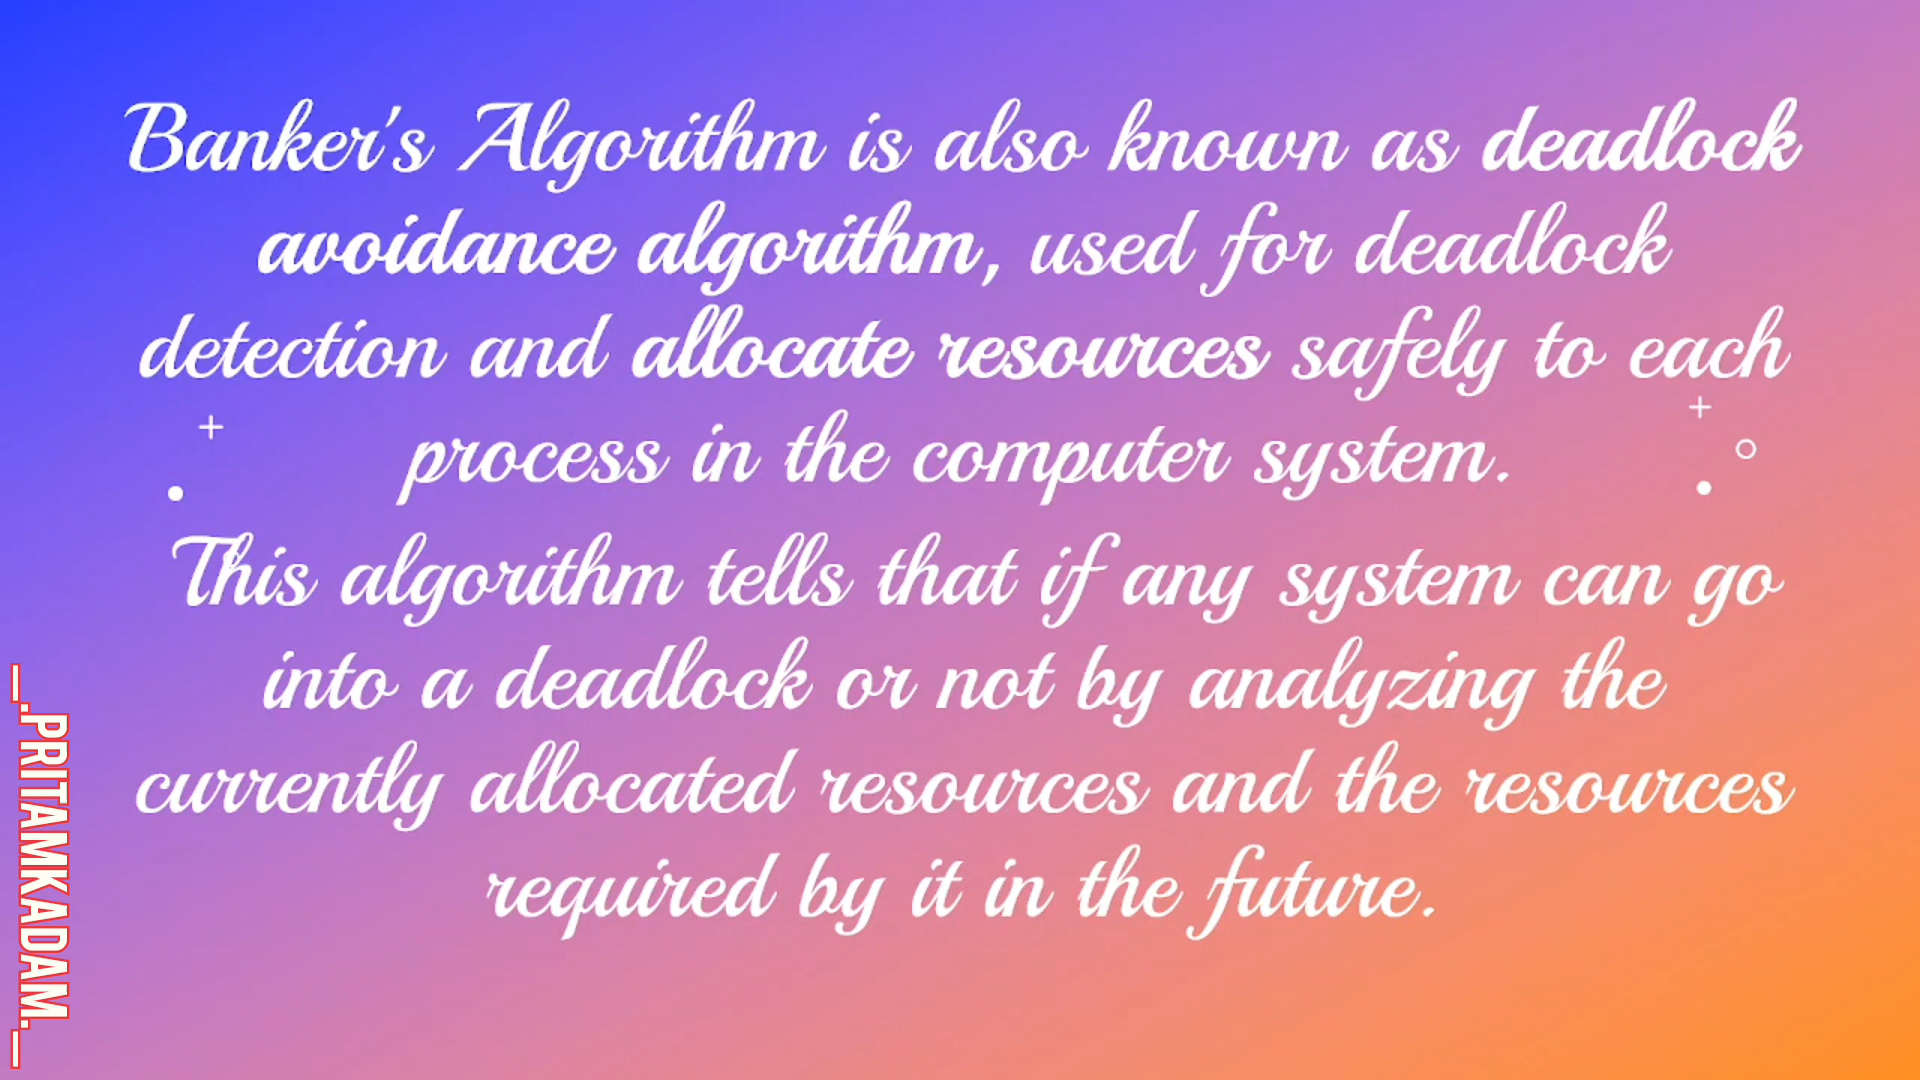 Banker's Algorithm is also known as deadlock
avoidance algorithm, used for deadlock
detection and allocate resources safely to each
process in the computer system.
This algorithm tells that if any system can go
into a deadlock or not by analyzing the
currently allocated resources and the resources
required by it in the future.
_.PRITAMKADAM._